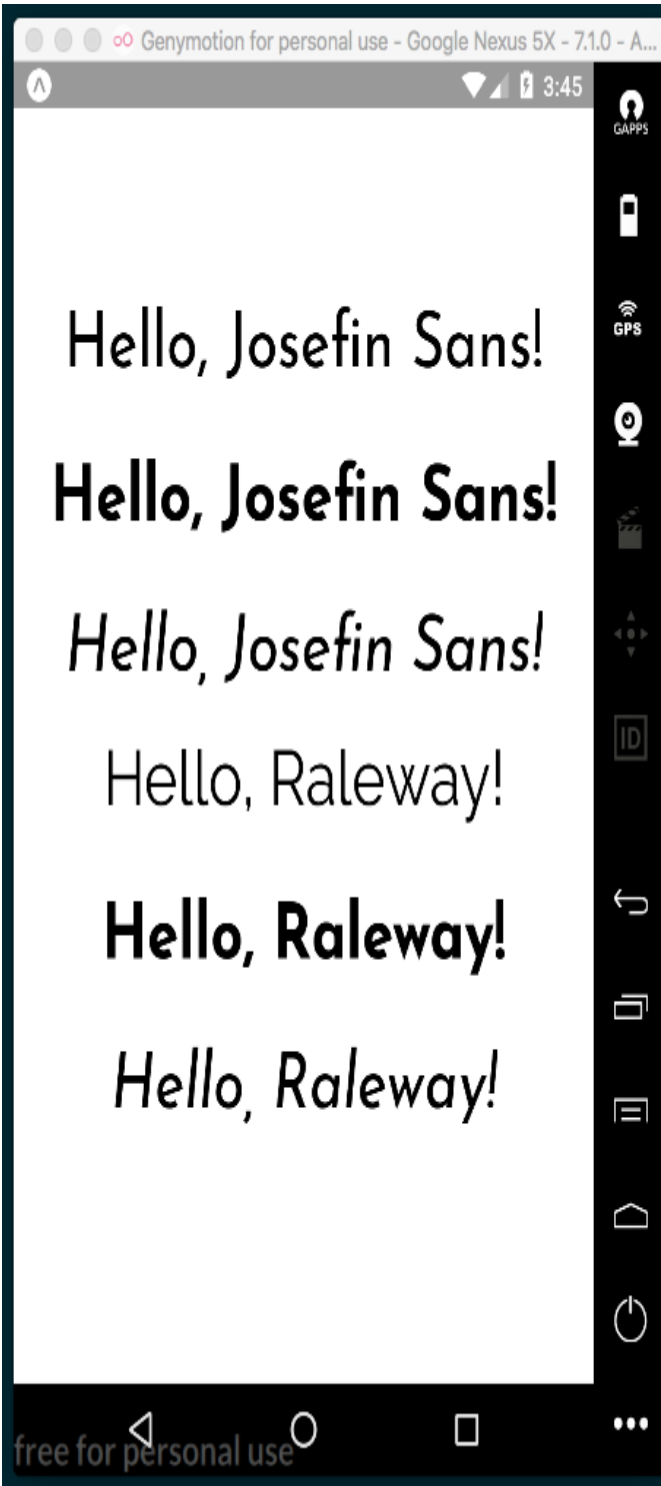 Genymotion for personal use - Google Nexus 5X - 7.1.0 - A...
3:45
GAPPS
GPS
Hello, Josefin Sans!
Hello, Josefin Sans!
Hello, Josefin Sans!
ID
Hello, Raleway!
Hello, Raleway!
Hello, Raleway!
free for personal use